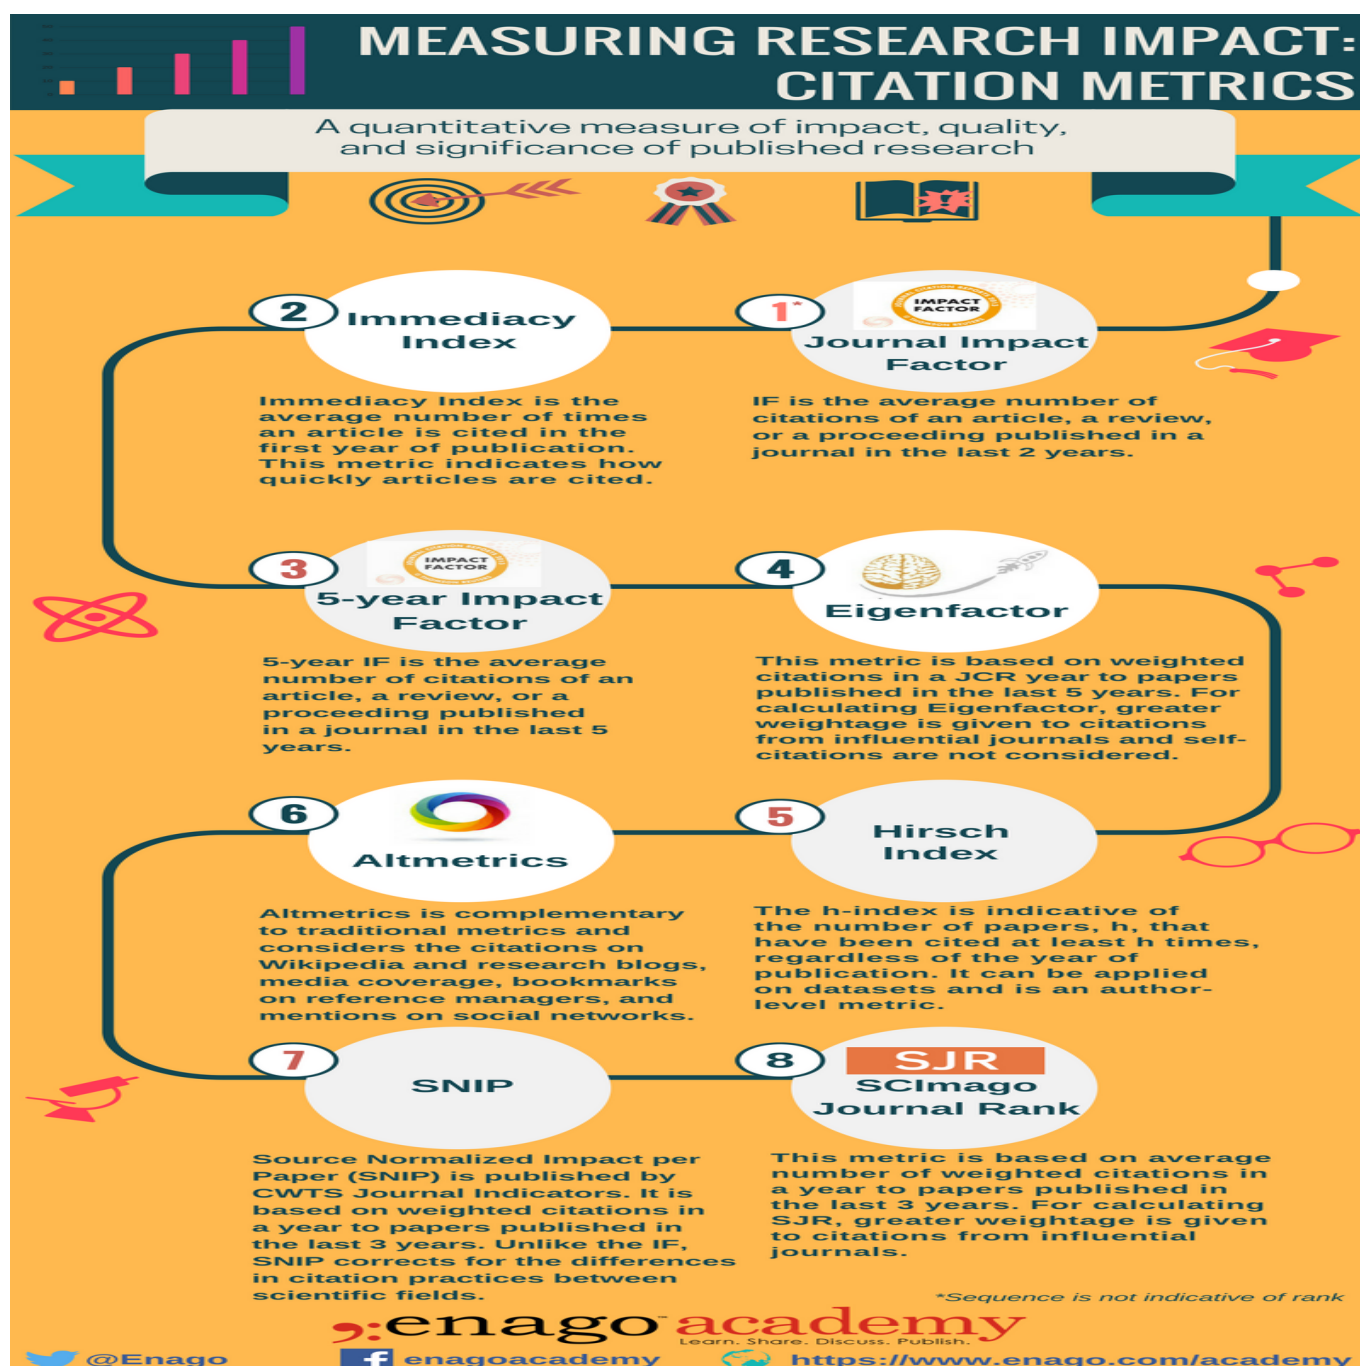 MEASURING RESEARCH IMPACT:
CITATION METRICS
A quantitative measure of impact, quality,
and significance of published research
1*
IMPACT
FACTOR
Journal Impact
Factor
IF is the average number of
citations of an article, a review,
or a proceeding published in a
journal in the last 2 years.
2
Immediacy
Index
Immediacy Index is the
average number of times
an article is cited in the
first year of publication.
This metric indicates how
quickly articles are cited.
3
IMPACT
FACTOR
5-year Impact
Factor
5-year IF is the average
number of citations of an
article, a review, or a
proceeding published
in a journal in the last 5
years.
4
Eigenfactor
This metric is based on weighted
citations in a JCR year to papers
published in the last 5 years. For
calculating Eigenfactor, greater
weightage is given to citations
from influential journals and self-
citations are not considered.
5
Hirsch
Index
The h-index is indicative of
the number of papers, h, that
have been cited at least h times,
regardless of the year of
publication. It can be applied
on datasets and is an author-
level metric.
6
Altmetrics
Altmetrics is complementary
to traditional metrics and
considers the citations on
Wikipedia and research blogs,
media coverage, bookmarks
on reference managers, and
mentions on social networks.
7
SNIP
Source Normalized Impact per
Paper (SNIP) is published by
CWTS Journal Indicators. It is
based on weighted citations in
a year to papers published in
the last 3 years. Unlike the IF,
SNIP corrects for the differences
in citation practices between
scientific fields.
8
SJR
SCImago
Journal Rank
This metric is based on average
number of weighted citations in
a year to papers published in
the last 3 years. For calculating
SJR, greater weightage is given
to citations from influential
journals.
*Sequence is not indicative of rank
enago academy
Learn. Share. Discuss. Publish.
@Enago
enagoacademy
https://www.enago.com/academy